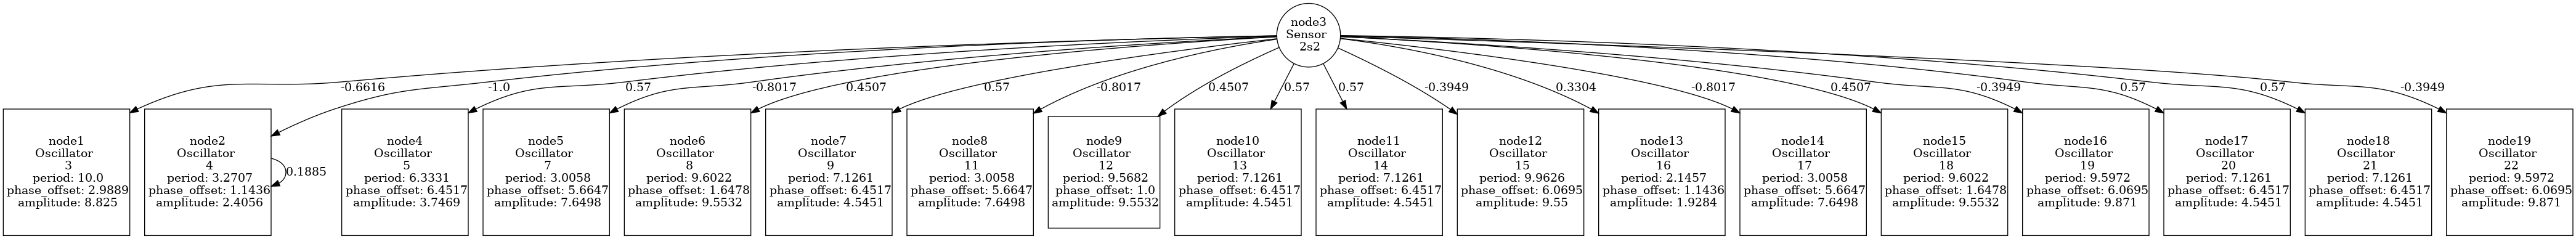 node3
Sensor
2s2
-0.6616
-1.0
0.57
-0.8017
0.4507
0.57
-0.8017
0.4507
0.57
0.57
-0.3949
0.3304
-0.8017
0.4507
-0.3949
0.57
0.57
-0.3949
node1
Oscillator
3
period: 10.0
phase_offset: 2.9889
amplitude: 8.825
node2
Oscillator
4
period: 3.2707
phase_offset: 1.1436
amplitude: 2.4056
0.1885
node4
Oscillator
5
period: 6.3331
phase_offset: 6.4517
amplitude: 3.7469
node5
Oscillator
7
period: 3.0058
phase_offset: 5.6647
amplitude: 7.6498
node6
Oscillator
8
period: 9.6022
phase_offset: 1.6478
amplitude: 9.5532
node7
Oscillator
9
period: 7.1261
phase_offset: 6.4517
amplitude: 4.5451
node8
Oscillator
11
period: 3.0058
phase_offset: 5.6647
amplitude: 7.6498
node9
Oscillator
12
period: 9.5682
phase_offset: 1.0
amplitude: 9.5532
node10
Oscillator
13
period: 7.1261
phase_offset: 6.4517
amplitude: 4.5451
node11
Oscillator
14
period: 7.1261
phase_offset: 6.4517
amplitude: 4.5451
node12
Oscillator
15
period: 9.9626
phase_offset: 6.0695
amplitude: 9.55
node13
Oscillator
16
period: 2.1457
phase_offset: 1.1436
amplitude: 1.9284
node14
Oscillator
17
period: 3.0058
phase_offset: 5.6647
amplitude: 7.6498
node15
Oscillator
18
period: 9.6022
phase_offset: 1.6478
amplitude: 9.5532
node16
Oscillator
19
period: 9.5972
phase_offset: 6.0695
amplitude: 9.871
node17
Oscillator
20
period: 7.1261
phase_offset: 6.4517
amplitude: 4.5451
node18
Oscillator
21
period: 7.1261
phase_offset: 6.4517
amplitude: 4.5451
node19
Oscillator
22
period: 9.5972
phase_offset: 6.0695
amplitude: 9.871